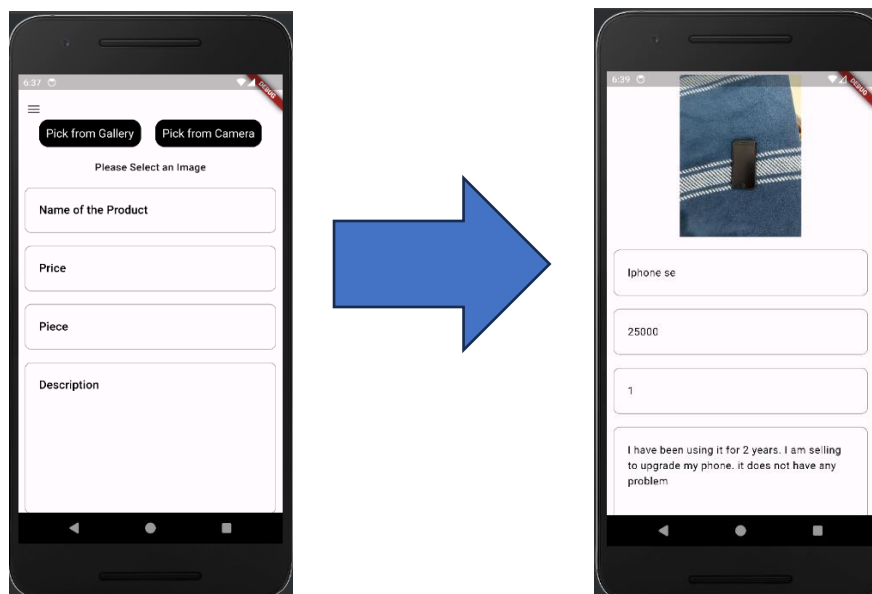 6:37
DEBUG
Pick from Gallery Pick from Camera
Please Select an Image
Name of the Product
Price
Piece
Description
6:39
DEBUG
Iphone se
25000
1
I have been using it for 2 years. I am selling
to upgrade my phone. it does not have any
problem